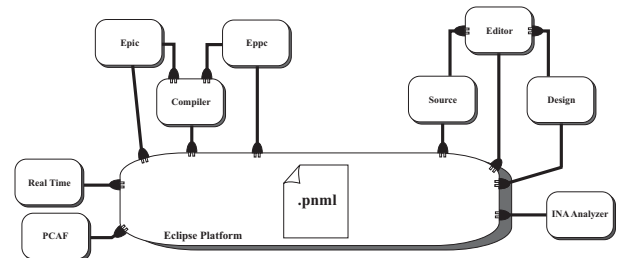 Editor
Epic
Eppc
Compiler
Source
Design
Real Time
.pnml
INA Analyzer
PCAF
Eclipse Platform